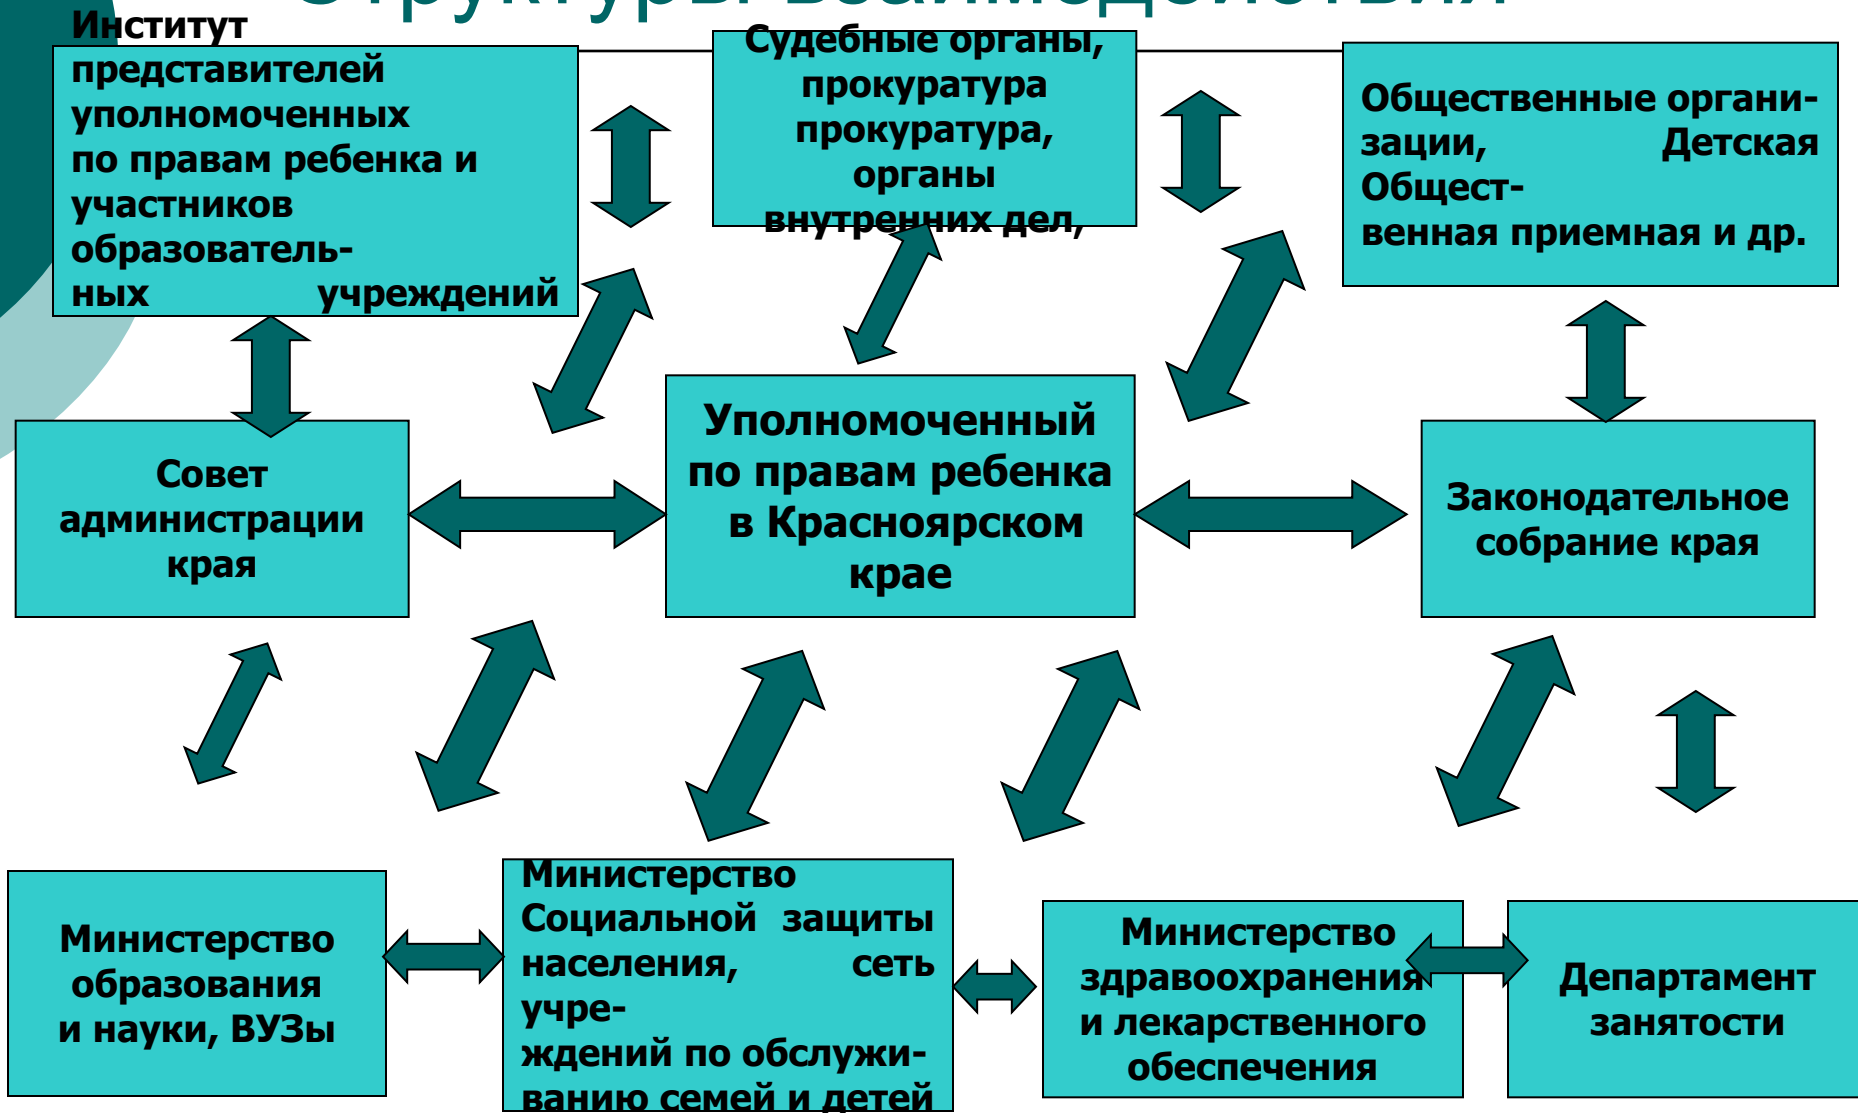 Структуры взаимодействия
Институт
представителей
уполномоченных
по правам ребенка и
участников
образователь-
ных учреждений
Судебные органы,
прокуратура
прокуратура,
органы
внутренних дел,
Общественные органи-
зации, Детская
Общест-
венная приемная и др.
Совет
администрации
края
Уполномоченный
по правам ребенка
в Красноярском
крае
Законодательное
собрание края
Министерство
образования
и науки, ВУЗы
Министерство
Социальной защиты
населения, сеть
учре-
ждений по обслужи-
ванию семей и детей
Министерство
здравоохранения
и лекарственного
обеспечения
Департамент
занятости